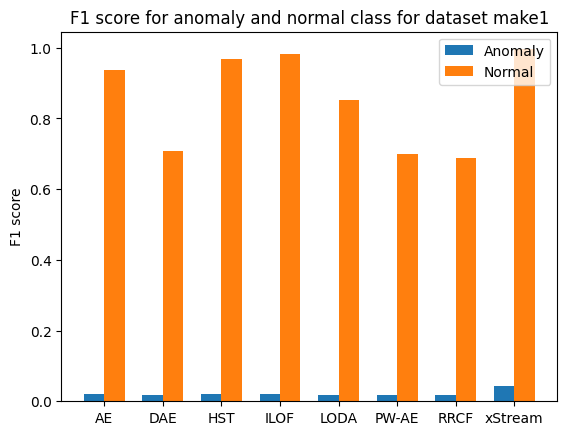 F1 score for anomaly and normal class for dataset make1
Anomaly
Normal
F1 score
1.0
0.8
0.6
0.4
0.2
0.0
AE DAE HST ILOF LODA PW-AE RRCF xStream